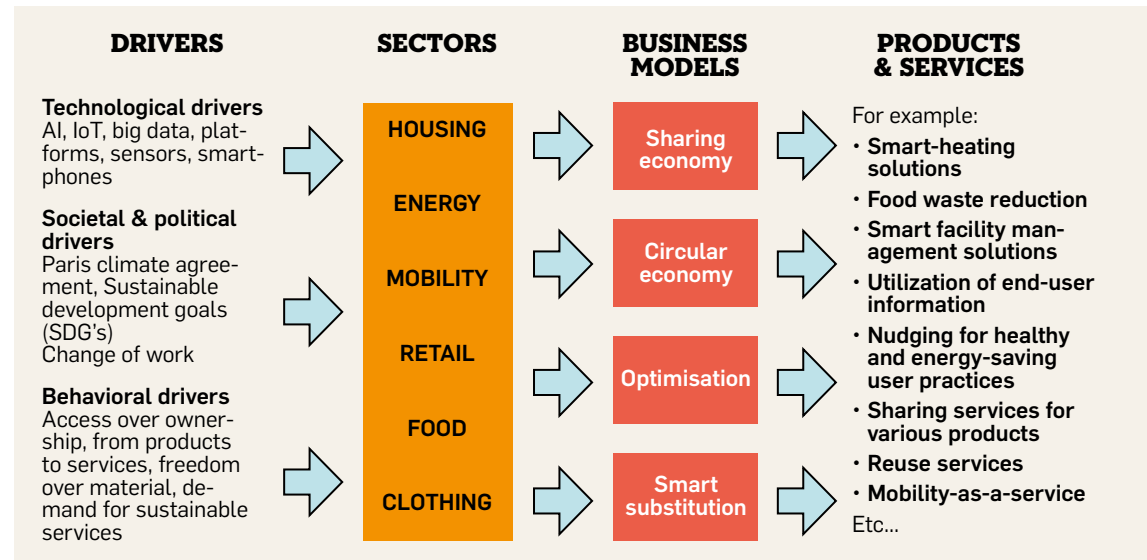 DRIVERS
Technological drivers
AI, IoT, big data, plat-
forms, sensors, smart-
phones
Societal & political
drivers
Paris climate agree-
ment, Sustainable
development goals
(SDG's)
Change of work
Behavioral drivers
Access over owner-
ship, from products
to services, freedom
over material, de-
mand for sustainable
services
SECTORS
HOUSING
ENERGY
MOBILITY
RETAIL
FOOD
CLOTHING
BUSINESS
MODELS
Sharing
economy
Circular
economy
Optimisation
Smart
substitution
PRODUCTS
& SERVICES
For example:
• Smart-heating
solutions
• Food waste reduction
• Smart facility man-
agement solutions
• Utilization of end-user
information
• Nudging for healthy
and energy-saving
user practices
• Sharing services for
various products
• Reuse services
• Mobility-as-a-service
Etc...